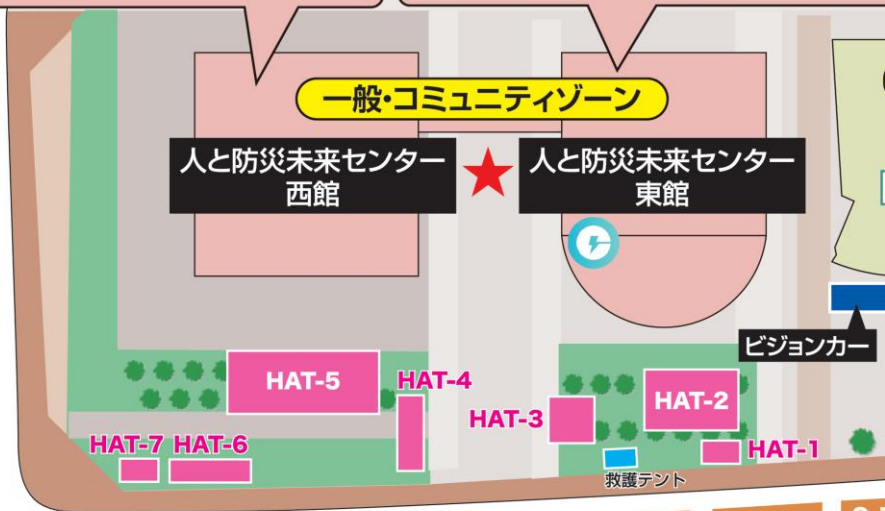 一般・コミュニティゾーン
人と防災未来センター
西館
人と防災未来センター
東館
ビジョンカー
HAT-5
HAT-4
HAT-2
HAT-3
HAT-7
HAT-6
HAT-1
救護テント